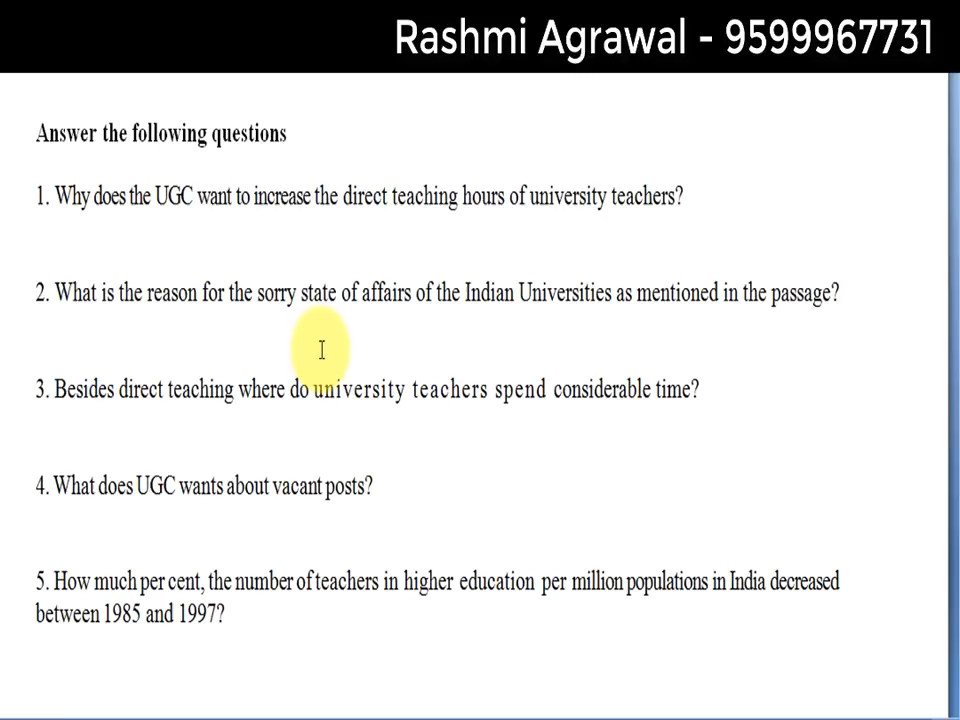 Rashmi Agrawal - 9599967731
Answer the following questions
1. Why does the UGC want to increase the direct teaching hours of university teachers?
2. What is the reason for the sorry state of affairs of the Indian Universities as mentioned in the passage?
3. Besides direct teaching where do university teachers spend considerable time?
4. What does UGC wants about vacant posts?
5. How much per cent, the number of teachers in higher education per million populations in India decreased
between 1985 and 1997?